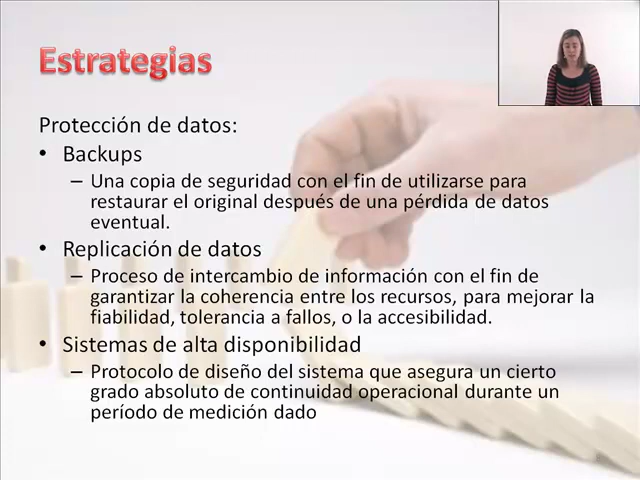 Estrategias
Protección de datos:
• Backups
– Una copia de seguridad con el fin de utilizarse para
restaurar el original después de una pérdida de datos
eventual.
• Replicación de datos
– Proceso de intercambio de información con el fin de
garantizar la coherencia entre los recursos, para mejorar la
fiabilidad, tolerancia a fallos, o la accesibilidad.
• Sistemas de alta disponibilidad
– Protocolo de diseño del sistema que asegura un cierto
grado absoluto de continuidad operacional durante un
período de medición dado